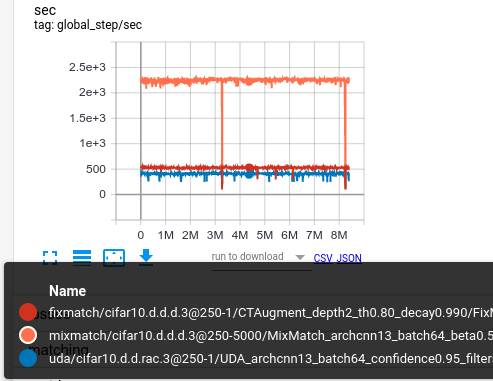 sec
tag: global_step/sec
2.5e+3
2e+3
1.5e+3
1e+3
500
0
0 1M 2M 3M 4M 5M 6M 7M 8M
run to download CSV JSON
Name
fixmatch/cifar10.d.d.d.3@250-1/CTAugment_depth2_th0.80_decay0.990/FixM
mixmatch/cifar10.d.d.d.3@250-5000/MixMatch_archcnn13_batch64_beta0.5
matching
uda/cifar10.d.d.rac.3@250-1/UDA_archcnn13_batch64_confidence0.95_filters